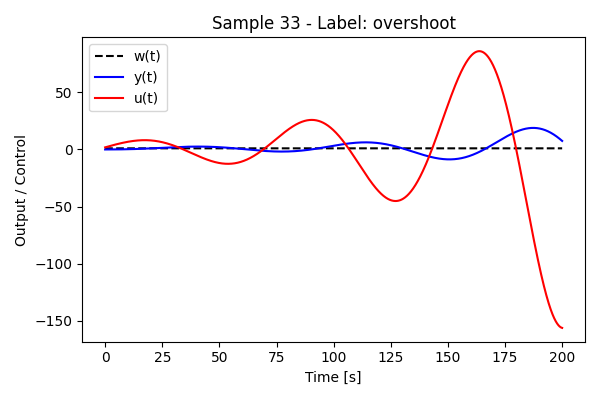 Sample 33 - Label: overshoot
w(t)
y(t)
u(t)
Output / Control
50
0
−50
−100
−150
0 25 50 75 100 125 150 175 200
Time [s]